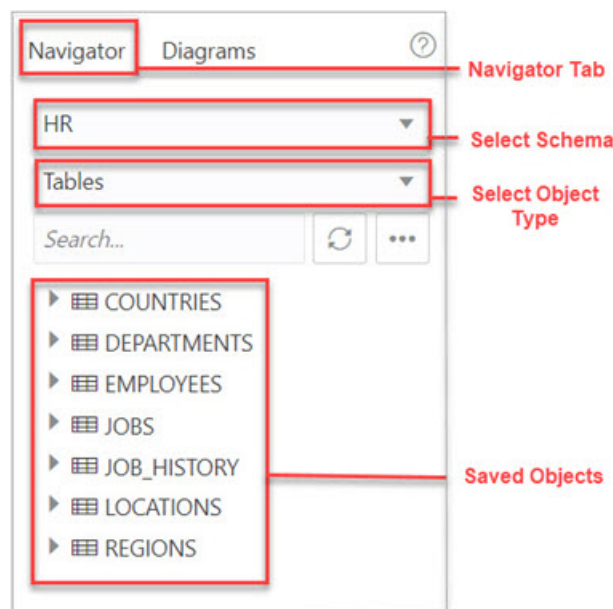 Navigator Diagrams ?
Navigator Tab
HR
Select Schema
Tables
Select Object
Type
Search...
COUNTRIES
DEPARTMENTS
EMPLOYEES
JOBS
JOB_HISTORY
Saved Objects
LOCATIONS
REGIONS